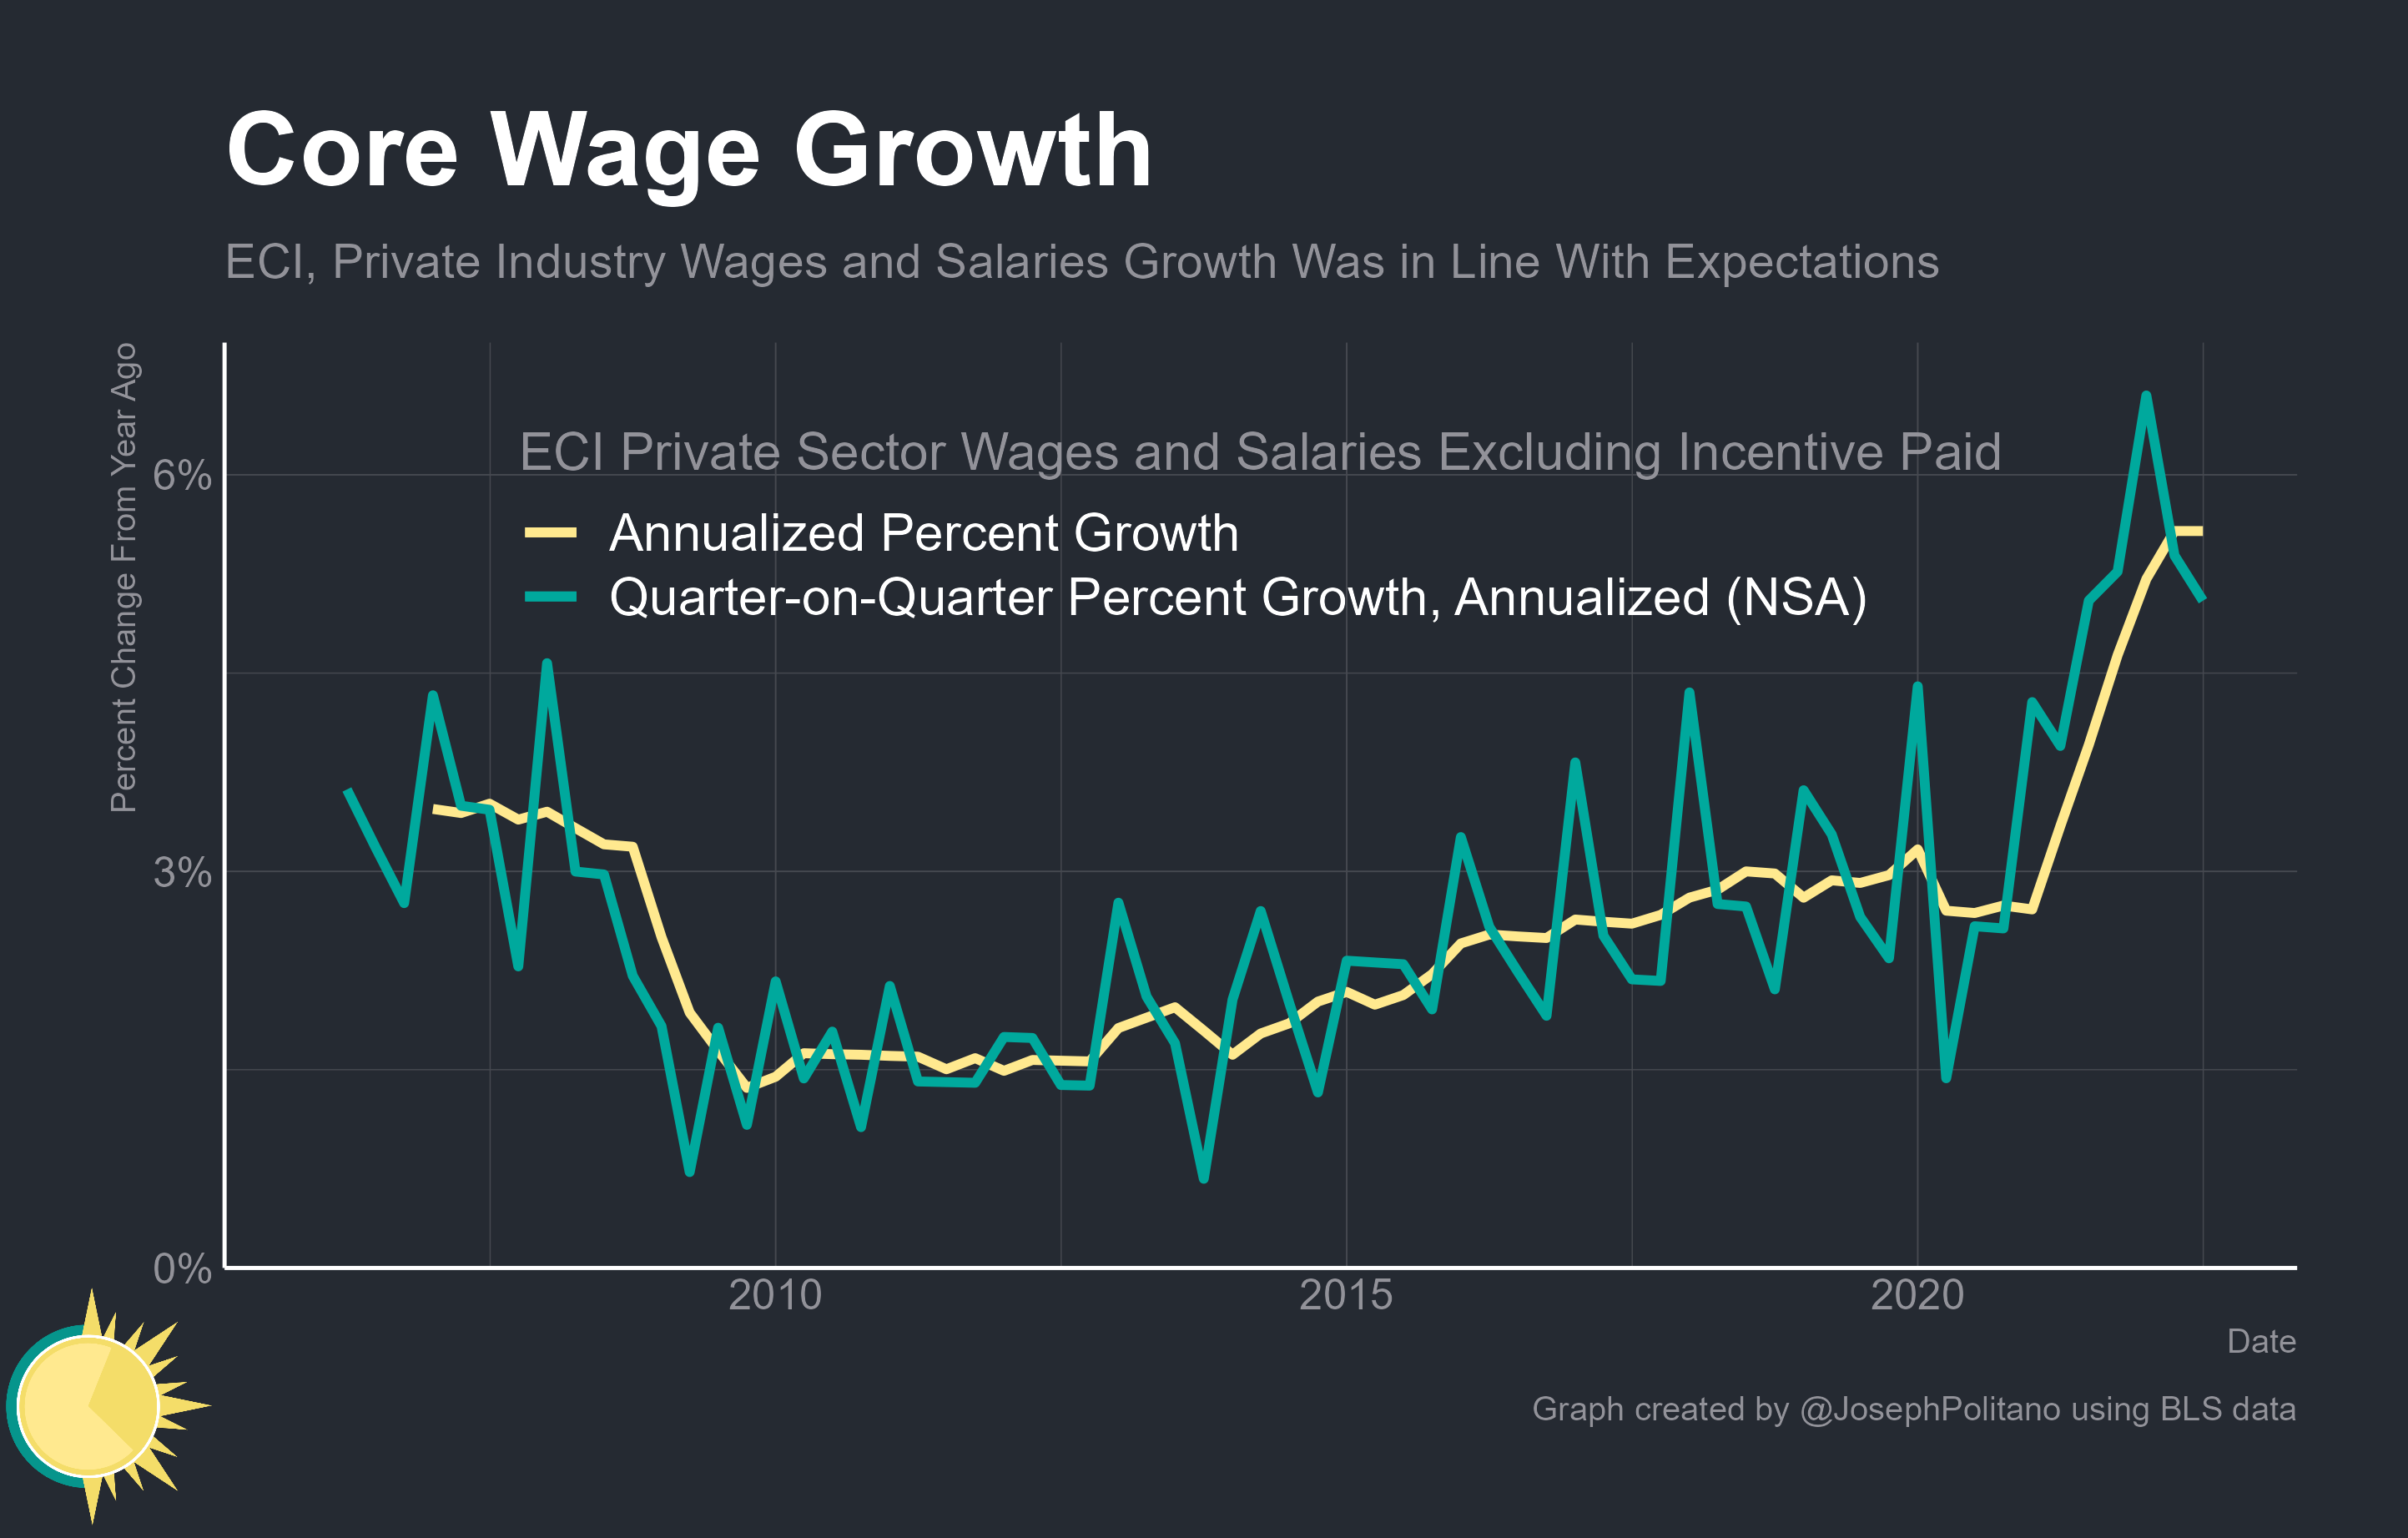 Core Wage Growth
ECI, Private Industry Wages and Salaries Growth Was in Line With Expectations
Percent Change From Year Ago
ECI Private Sector Wages and Salaries Excluding Incentive Paid
Annualized Percent Growth
Quarter-on-Quarter Percent Growth, Annualized (NSA)
6%
3%
0%
2010
2015
2020
Date
Graph created by @JosephPolitano using BLS data